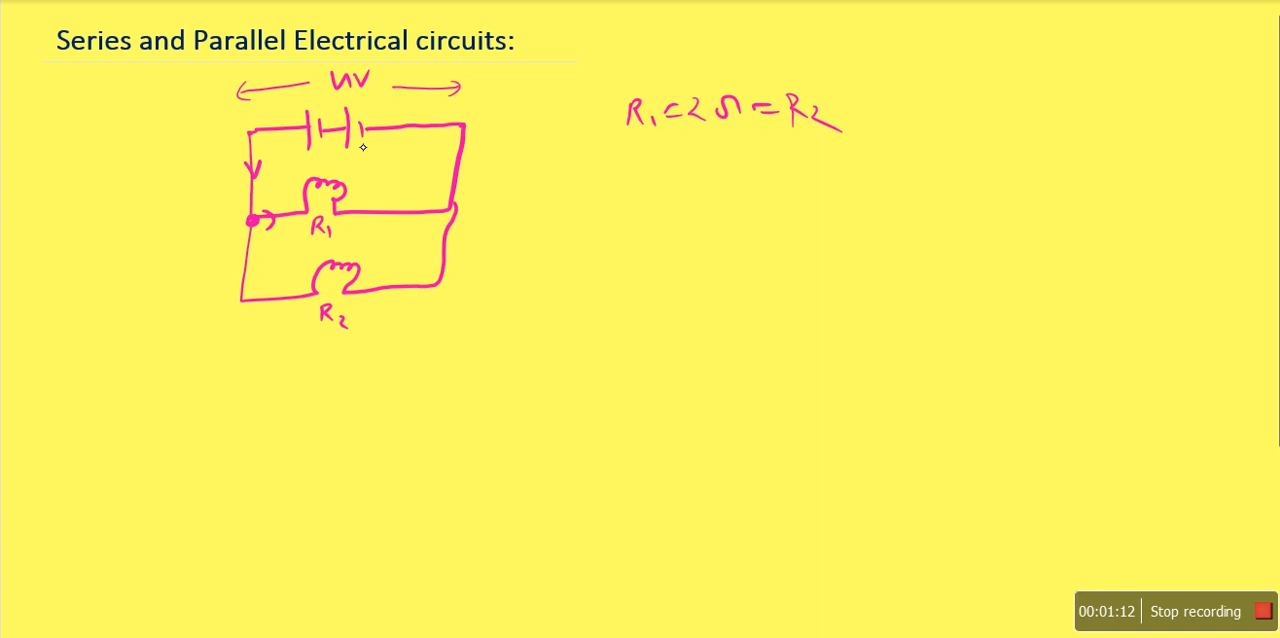 Series and Parallel Electrical circuits:
4V
R₁ = 2 Ω = R₂
R₁
R₂
00:01:12 Stop recording